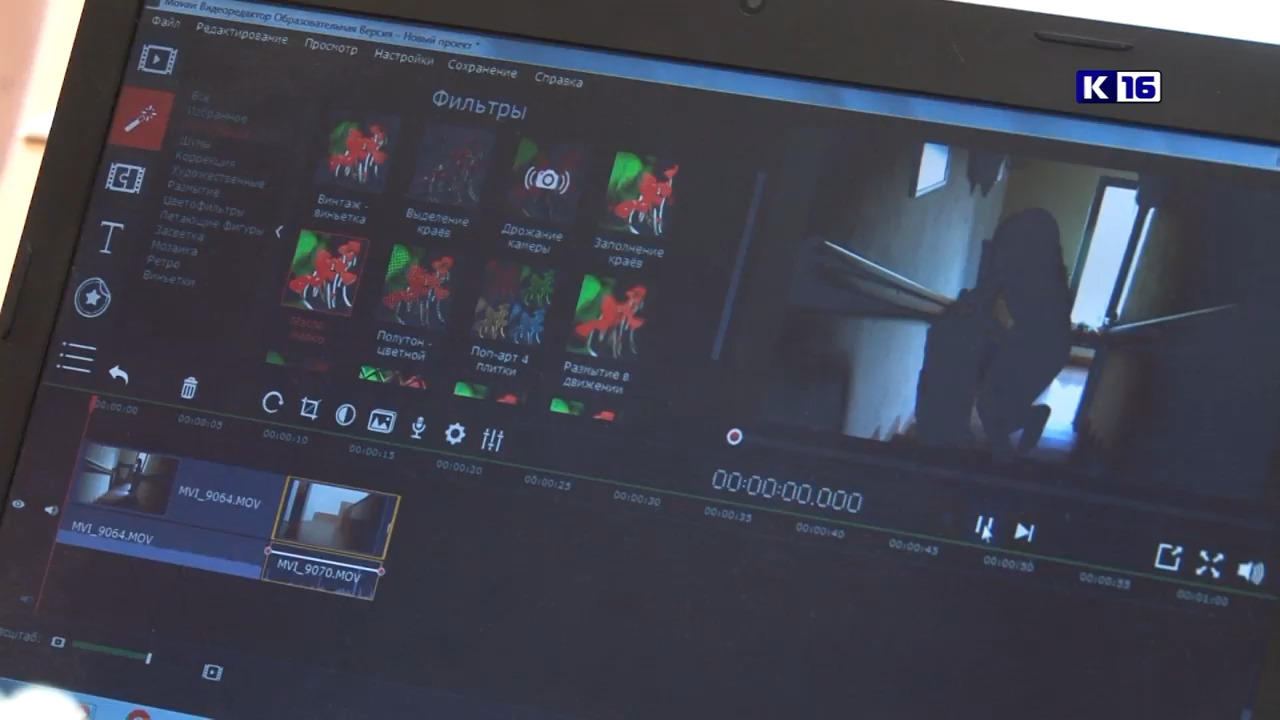 Movavi Видеоредактор Образовательная Версия – Новый проект *
Файл Редактирование Просмотр Настройки Сохранение Справка
K 16
Фильтры
Все
Избранное
Шумы
Коррекция
Художественные
Размытие
Цветофильтры
Летающие фигуры
Засветка
Мозаика
Ретро
Виньетки
Винтаж -
виньетка
Выделение
краёв
Дрожание
камеры
Заполнение
краёв
Полутон -
цветной
Поп-арт 4
плитки
Размытие в
движении
00:00:00.000
00:00:00 00:00:05 00:00:10 00:00:15 00:00:20 00:00:25 00:00:30 00:00:35 00:00:40 00:00:45 00:00:50 00:00:55 00:01:00
MVI_9064.MOV
MVI_9064.MOV
MVI_9070.MOV